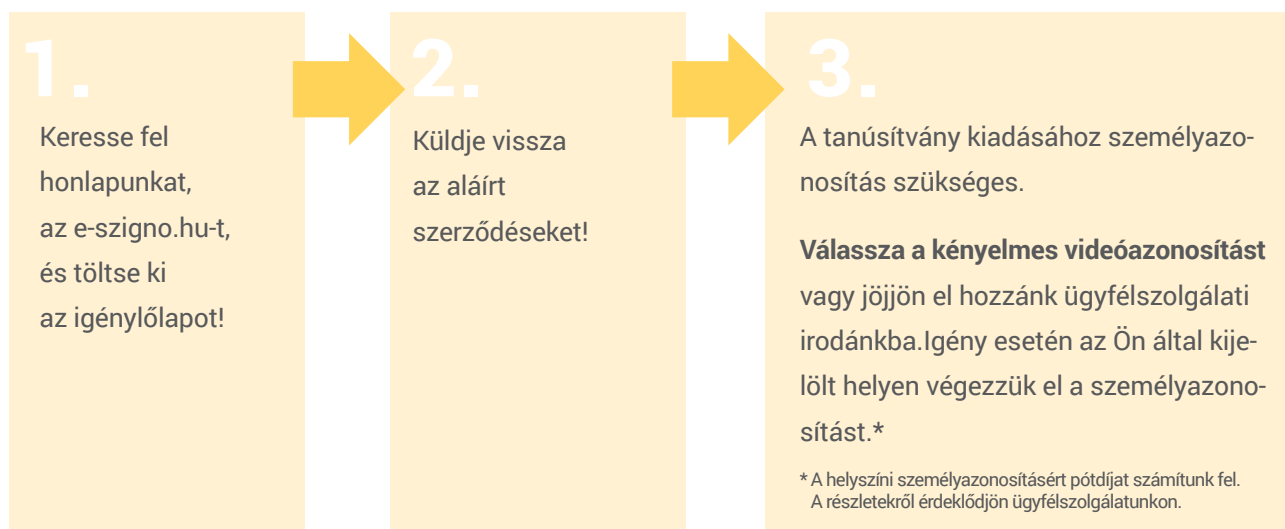 1.
Keresse fel
honlapunkat,
az e-szigno.hu-t,
és töltse ki
az igénylőlapot!
2.
Küldje vissza
az aláírt
szerződéseket!
3.
A tanúsítvány kiadásához személyazo-
nosítás szükséges.
Válassza a kényelmes videóazonosítást
vagy jöjjön el hozzánk ügyfélszolgálati
irodánkba.Igény esetén az Ön által kije-
lölt helyen végezzük el a személyazono-
sítást.*
* A helyszíni személyazonosításért pótdíjat számítunk fel.
A részletekről érdeklődjön ügyfélszolgálatunkon.